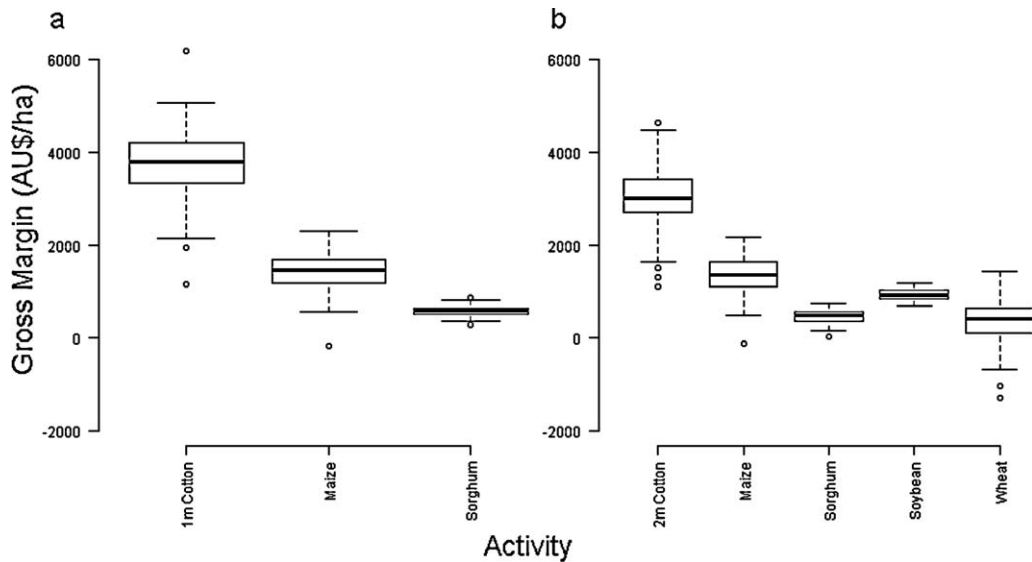 a
b
Gross Margin (AU$/ha)
6000
4000
2000
0
-2000
1m Cotton
Maize
Sorghum
6000
4000
2000
0
-2000
2m Cotton
Maize
Sorghum
Soybean
Wheat
Activity